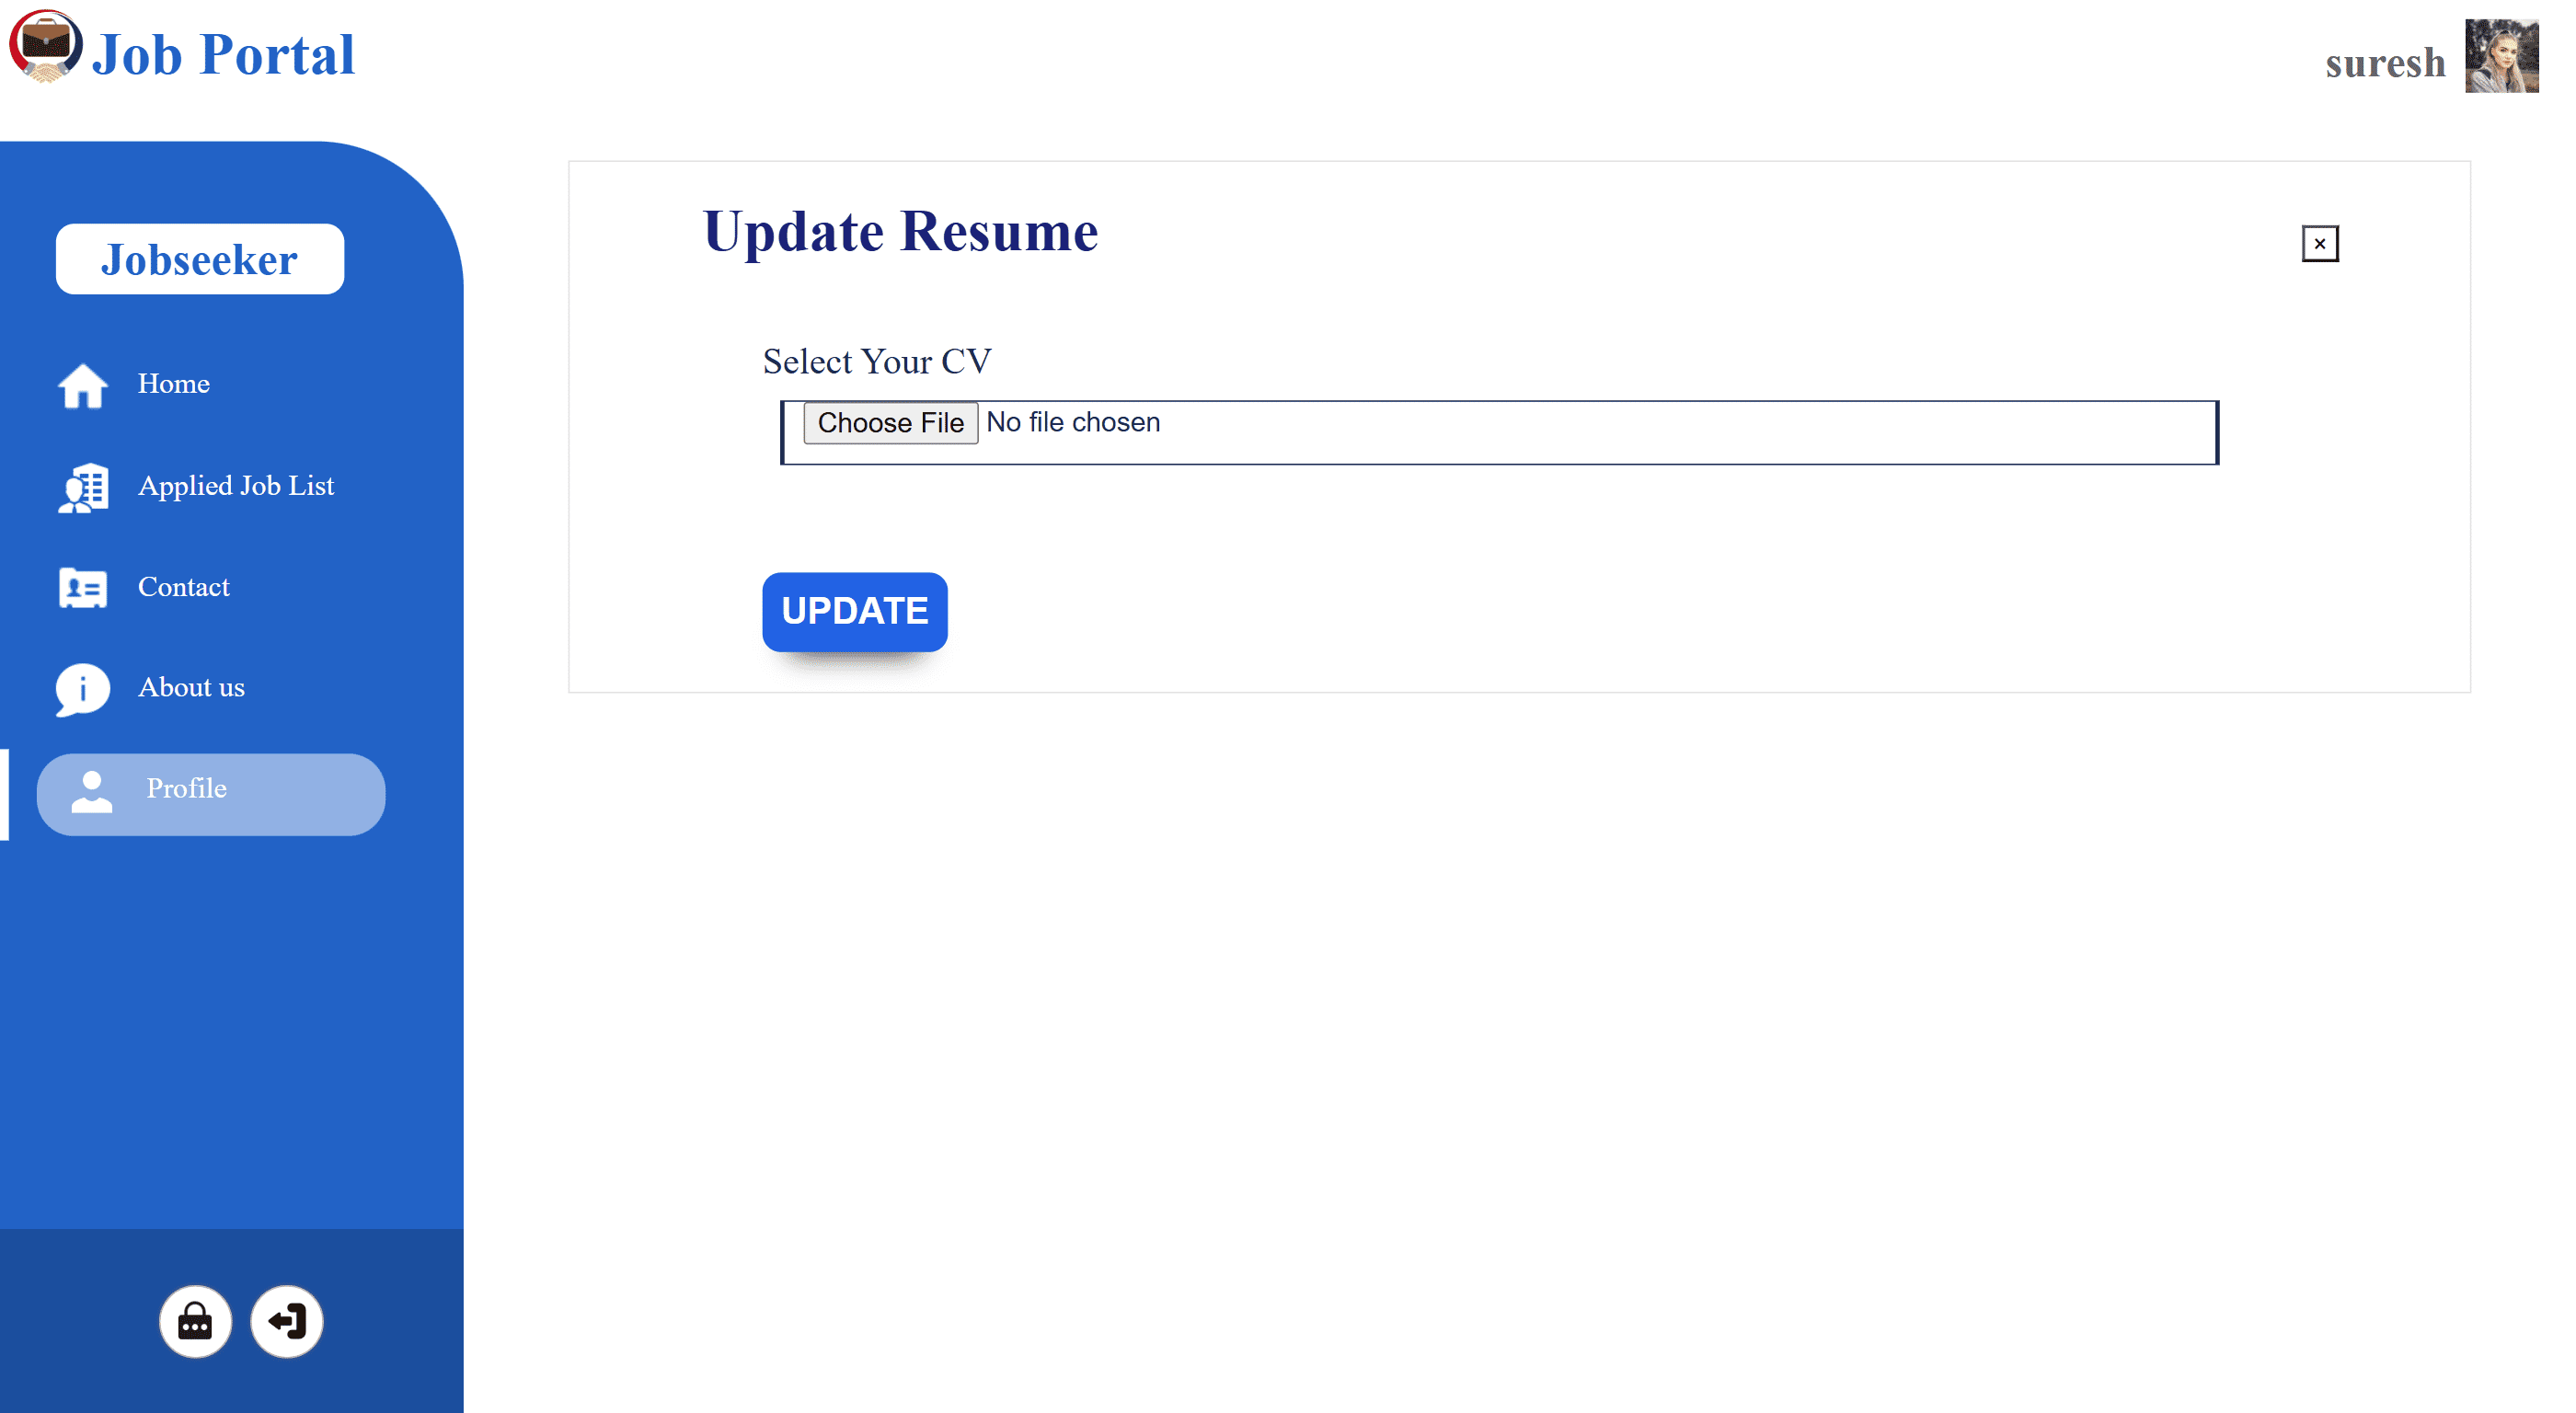 Job Portal
suresh
Jobseeker
Home
Applied Job List
Contact
About us
Profile
Update Resume
×
Select Your CV
Choose File No file chosen
UPDATE